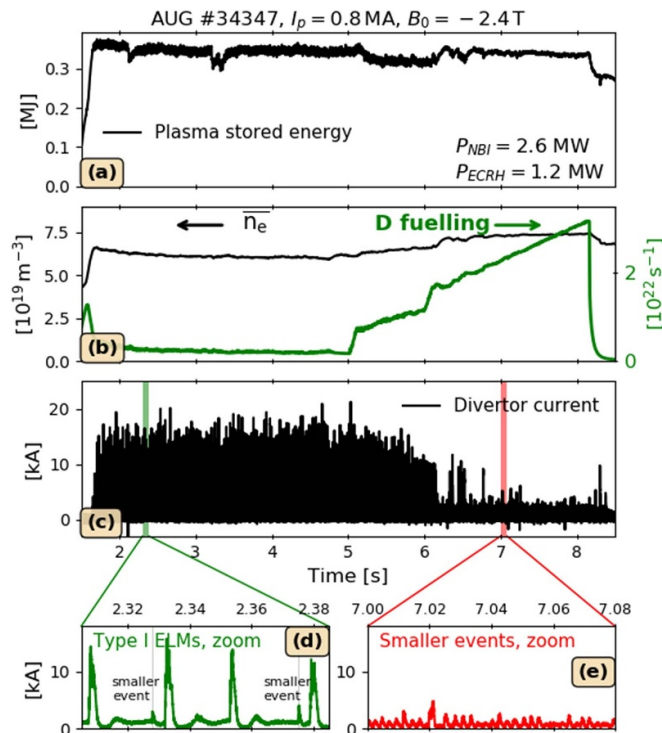 AUG #34347, I_p = 0.8 MA, B_0 = − 2.4 T
0.3
0.2
0.1
0.0
[MJ]
Plasma stored energy
P_NBI = 2.6 MW
P_ECRH = 1.2 MW
(a)
7.5
5.0
2.5
0.0
[10^19 m^−3]
n_e
D fuelling
2
0
[10^22 s^−1]
(b)
20
10
0
[kA]
Divertor current
(c)
2 3 4 5 6 7 8
Time [s]
2.32 2.34 2.36 2.38
7.00 7.02 7.04 7.06 7.08
10
0
[kA]
Type I ELMs, zoom
(d)
smaller
event
smaller
event
10
0
Smaller events, zoom
(e)